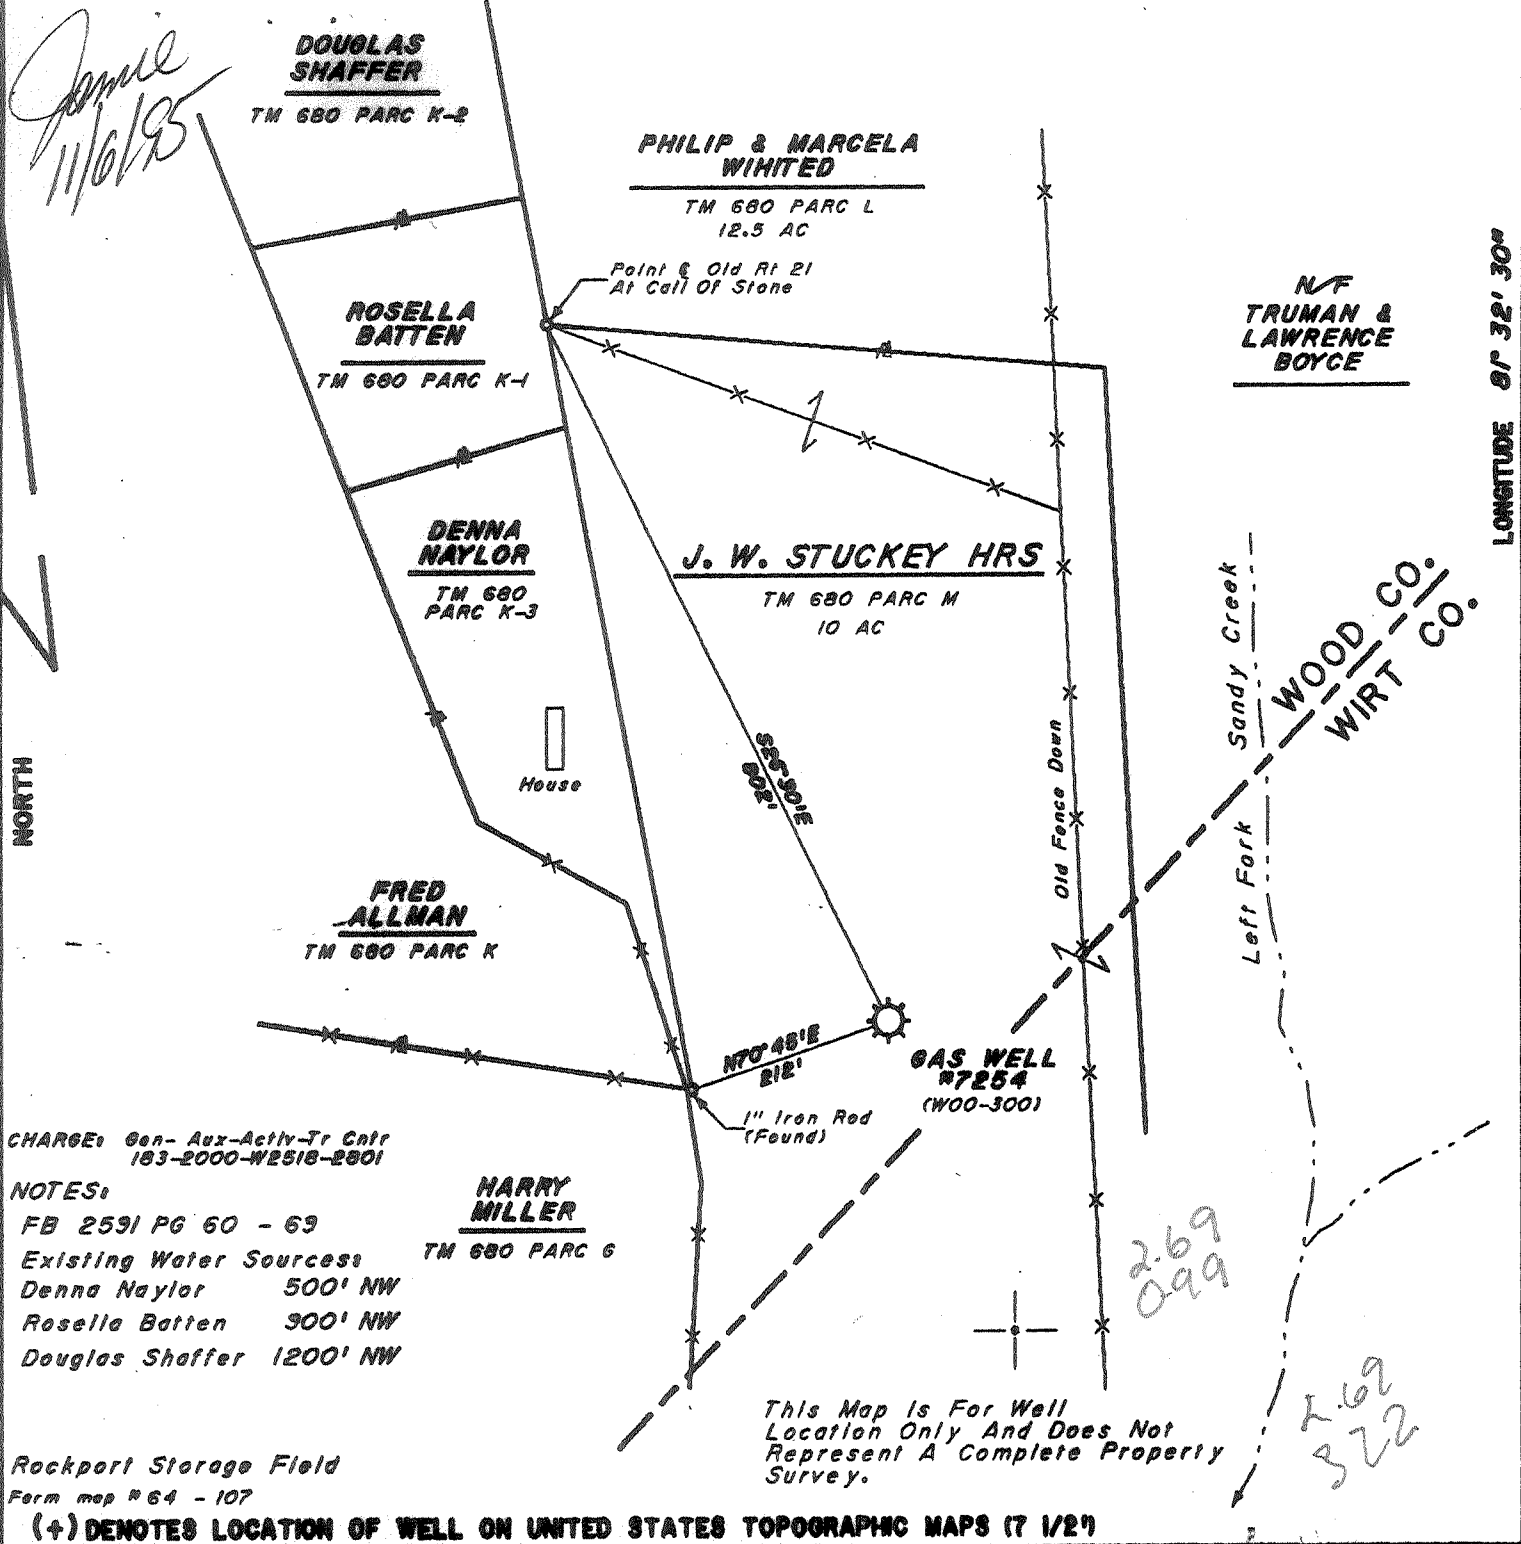 Jamie
11/6/95
DOUGLAS
SHAFFER
TM 680 PARC K-2
PHILIP & MARCELA
WIHITED
TM 680 PARC L
12.5 AC
Point ℄ Old Rt 21
At Call Of Stone
N/F
TRUMAN &
LAWRENCE
BOYCE
LONGITUDE 81° 32' 30"
ROSELLA
BATTEN
TM 680 PARC K-1
DENNA
NAYLOR
TM 680
PARC K-3
J. W. STUCKEY HRS
TM 680 PARC M
10 AC
Left Fork Sandy Creek
WOOD CO.
WIRT CO.
NORTH
House
802'
Old Fence Down
FRED
ALLMAN
TM 680 PARC K
N70°45'E
212'
GAS WELL
#7254
(WOO-300)
1" Iron Rod
(Found)
CHARGE: Gen- Aux-Activ-Tr Cntr
183-2000-W2518-2801
NOTES:
FB 2591 PG 60 - 69
Existing Water Sources:
Denna Naylor 500' NW
Rosella Batten 900' NW
Douglas Shaffer 1200' NW
HARRY
MILLER
TM 680 PARC G
2.69
099
2.69
322
This Map Is For Well
Location Only And Does Not
Represent A Complete Property
Survey.
Rockport Storage Field
Farm map # 64 - 107
(+) DENOTES LOCATION OF WELL ON UNITED STATES TOPOGRAPHIC MAPS (7 1/2")